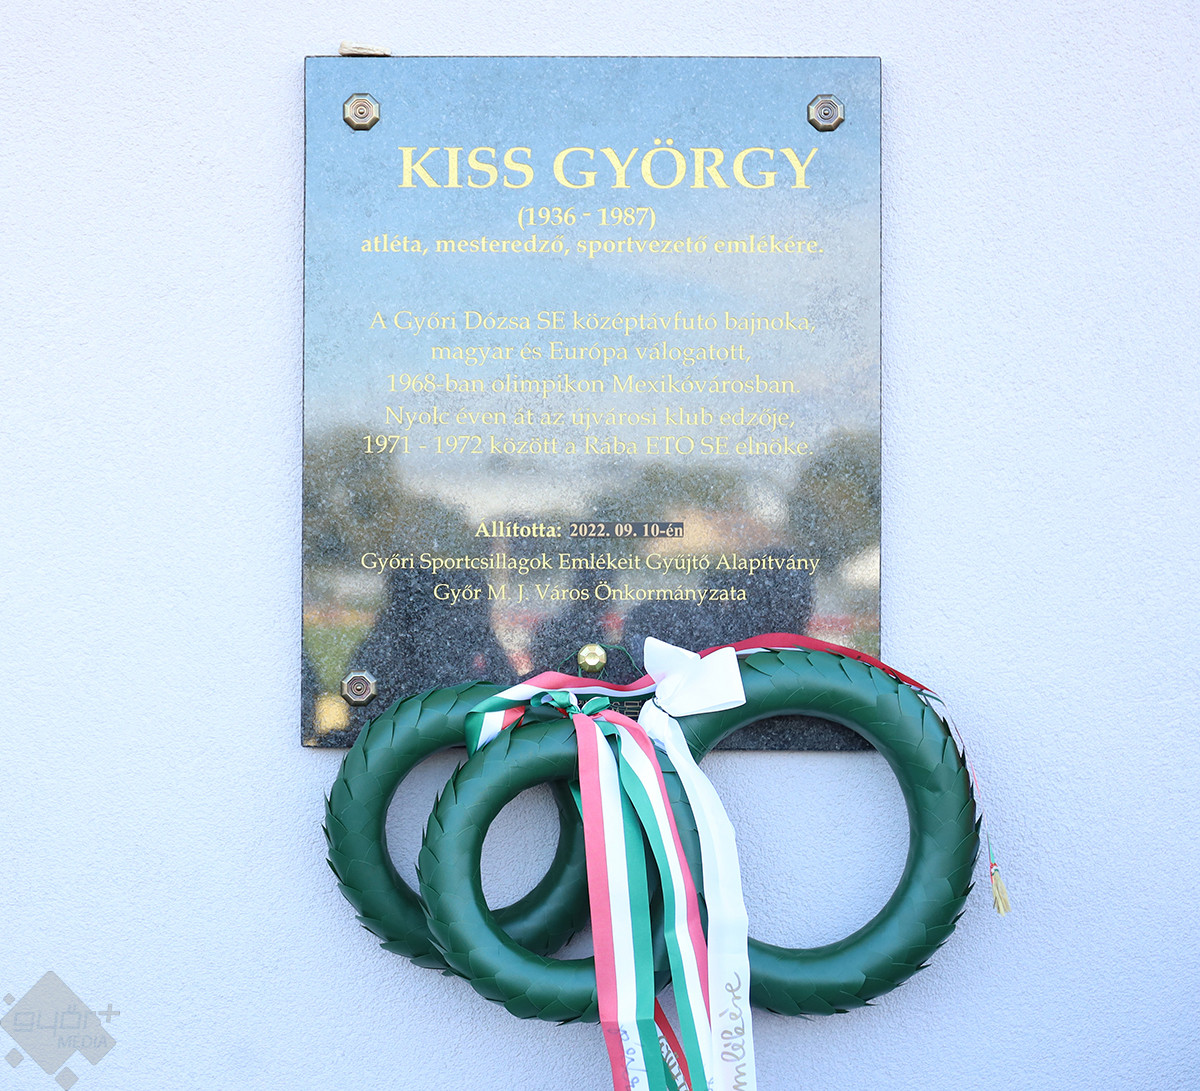 KISS GYÖRGY
(1936 - 1987)
atléta, mesteredző, sportvezető emlékére.
A Győri Dózsa SE középtávfutó bajnoka,
magyar és Európa válogatott,
1968-ban olimpikon Mexikóvárosban.
Nyolc éven át az újvárosi klub edzője,
1971 - 1972 között a Rába ETO SE elnöke.
Allította: 2022. 09. 10-én
Győri Sportcsillagok Emlékeit Gyűjtő Alapítvány
Győr M. J. Város Önkormányzata
győr+
MEDIA